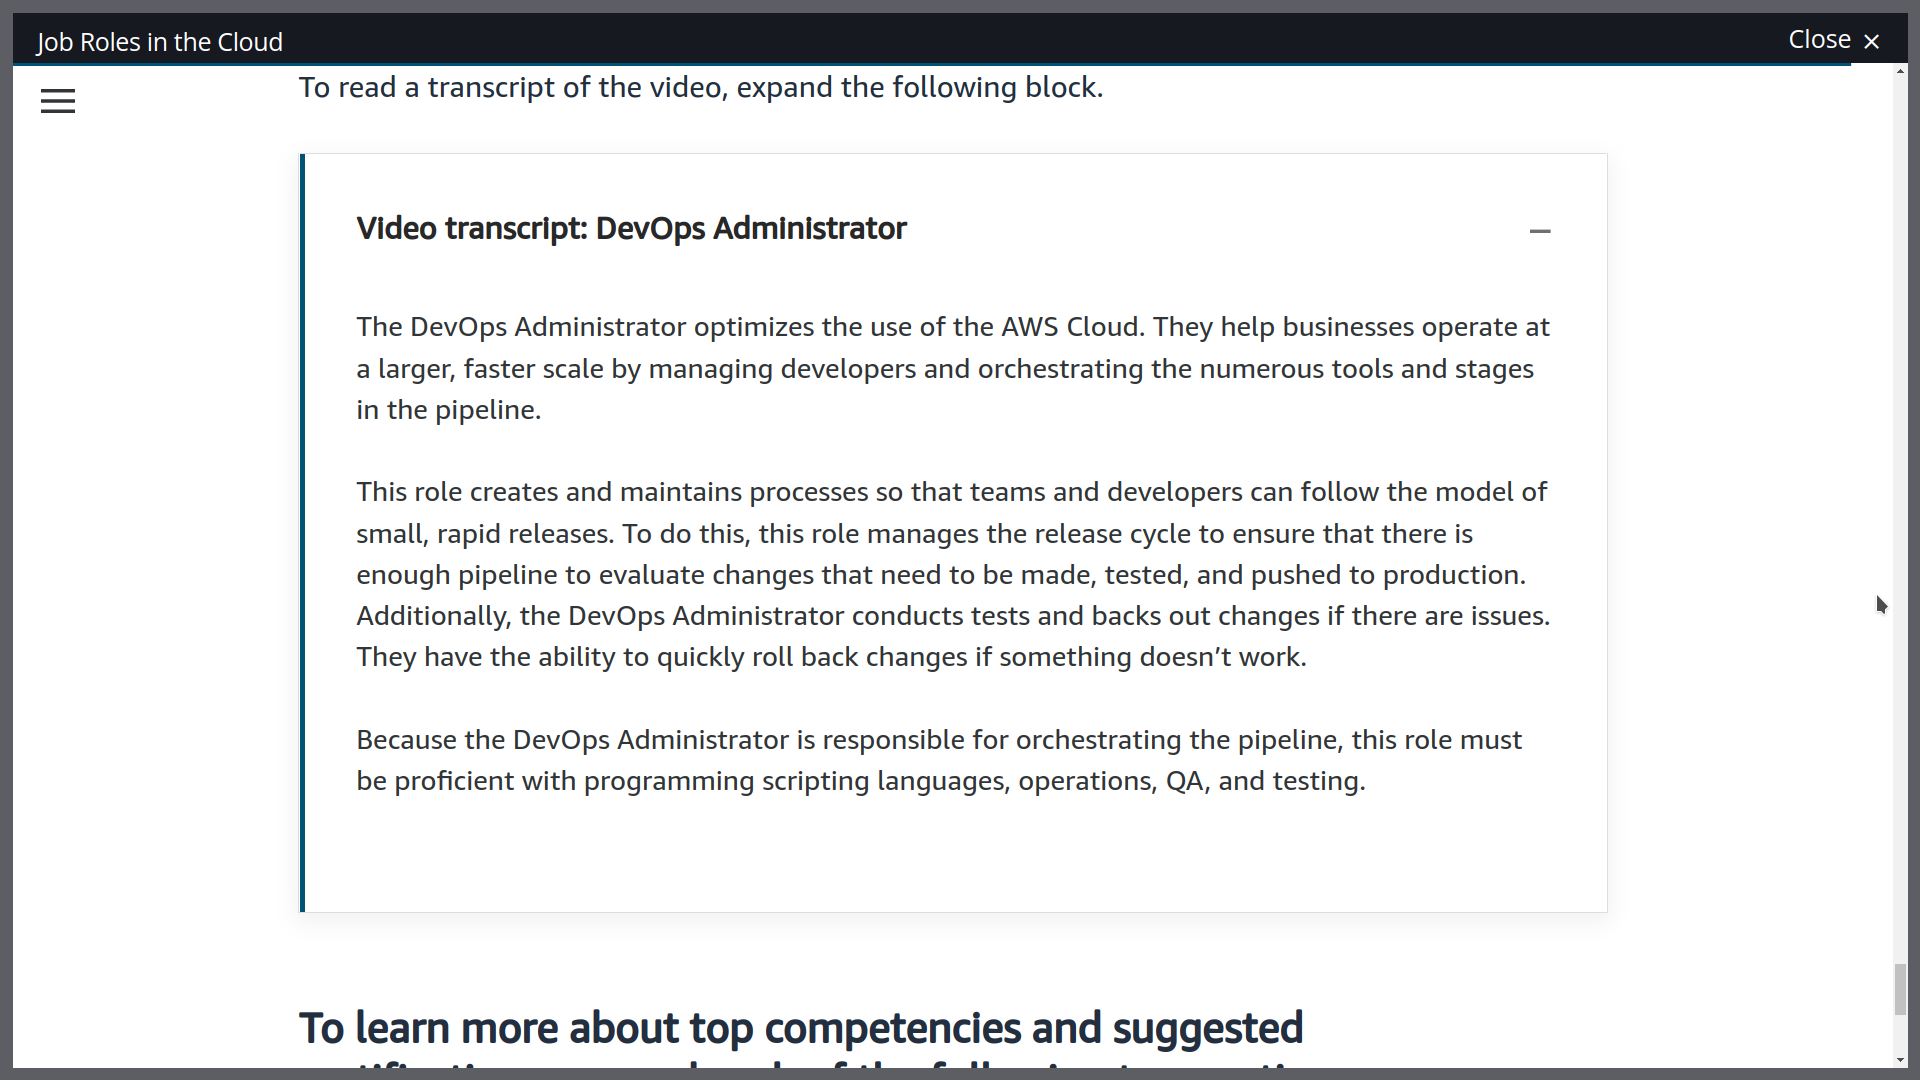 Job Roles in the Cloud
Close ×
To read a transcript of the video, expand the following block.
Video transcript: DevOps Administrator
The DevOps Administrator optimizes the use of the AWS Cloud. They help businesses operate at
a larger, faster scale by managing developers and orchestrating the numerous tools and stages
in the pipeline.
This role creates and maintains processes so that teams and developers can follow the model of
small, rapid releases. To do this, this role manages the release cycle to ensure that there is
enough pipeline to evaluate changes that need to be made, tested, and pushed to production.
Additionally, the DevOps Administrator conducts tests and backs out changes if there are issues.
They have the ability to quickly roll back changes if something doesn’t work.
Because the DevOps Administrator is responsible for orchestrating the pipeline, this role must
be proficient with programming scripting languages, operations, QA, and testing.
To learn more about top competencies and suggested